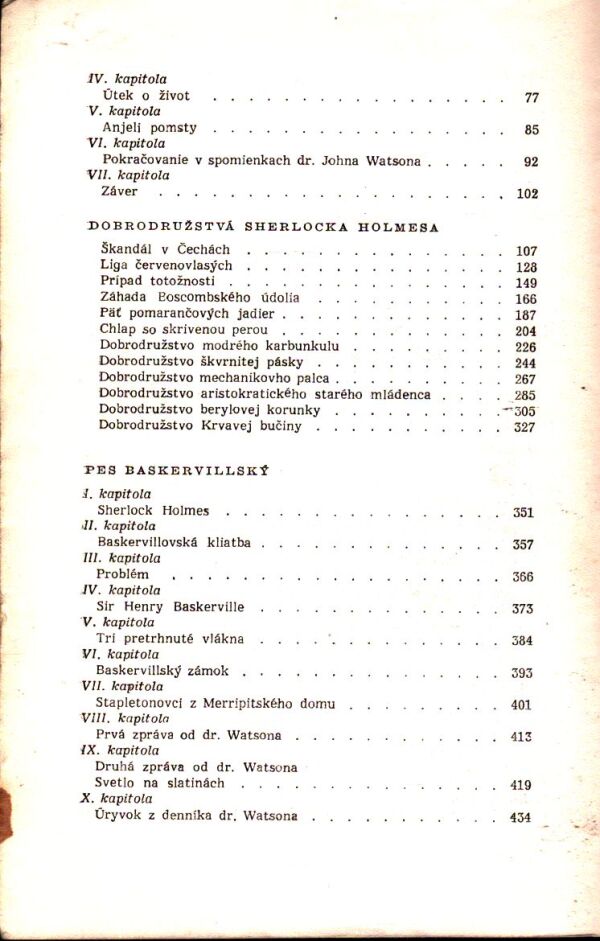 IV. kapitola
Útek o život . . . . . . . . . . . . . . . . . 77
V. kapitola
Anjeli pomsty . . . . . . . . . . . . . . . . 85
VI. kapitola
Pokračovanie v spomienkach dr. Johna Watsona . . . . 92
VII. kapitola
Záver . . . . . . . . . . . . . . . . . . . . 102
DOBRODRUŽSTVÁ SHERLOCKA HOLMESA
Škandál v Čechách . . . . . . . . . . . . . . 107
Liga červenovlasých . . . . . . . . . . . . . . 128
Prípad totožnosti . . . . . . . . . . . . . . . 149
Záhada Boscombského údolia . . . . . . . . . . 166
Päť pomarančových jadier . . . . . . . . . . . . 187
Chlap so skrivenou perou . . . . . . . . . . . . 204
Dobrodružstvo modrého karbunkulu . . . . . . . . 226
Dobrodružstvo škvrnitej pásky . . . . . . . . . . 244
Dobrodružstvo mechanikovho palca . . . . . . . . . 267
Dobrodružstvo aristokratického starého mládenca . . . . 285
Dobrodružstvo berylovej korunky . . . . . . . . . 305
Dobrodružstvo Krvavej bučiny . . . . . . . . . . 327
PES BASKERVILLSKÝ
I. kapitola
Sherlock Holmes . . . . . . . . . . . . . . . 351
II. kapitola
Baskervillovská kliatba . . . . . . . . . . . . . 357
III. kapitola
Problém . . . . . . . . . . . . . . . . . . 366
IV. kapitola
Sir Henry Baskerville . . . . . . . . . . . . . 373
V. kapitola
Tri pretrhnuté vlákna . . . . . . . . . . . . . 384
VI. kapitola
Baskervillský zámok . . . . . . . . . . . . . . 393
VII. kapitola
Stapletonovci z Merripitského domu . . . . . . . . 401
VIII. kapitola
Prvá zpráva od dr. Watsona . . . . . . . . . . . 413
IX. kapitola
Druhá zpráva od dr. Watsona
Svetlo na slatinách . . . . . . . . . . . . . . 419
X. kapitola
Úryvok z denníka dr. Watsona . . . . . . . . . . 434